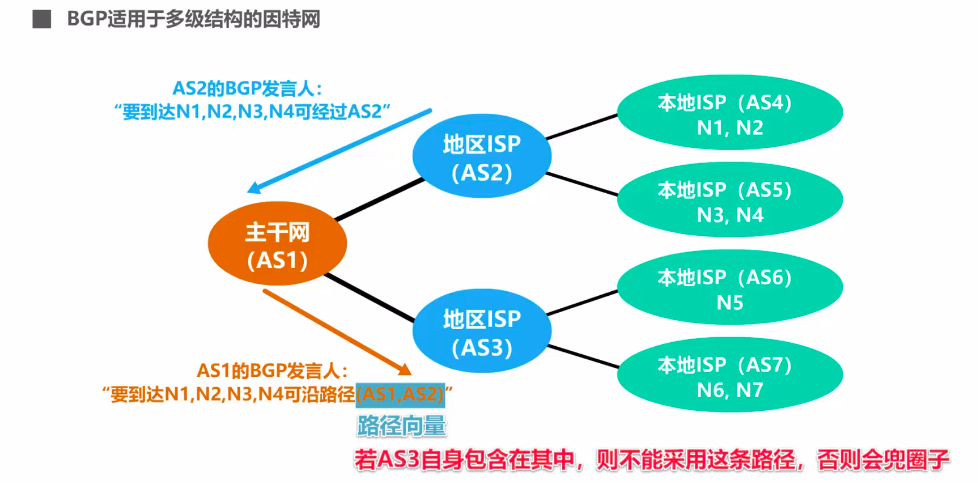 BGP适用于多级结构的因特网
AS2的BGP发言人：
“要到达N1,N2,N3,N4可经过AS2”
地区ISP
（AS2）
本地ISP（AS4）
N1, N2
本地ISP（AS5）
N3, N4
主干网
（AS1）
地区ISP
（AS3）
本地ISP（AS6）
N5
本地ISP（AS7）
N6, N7
AS1的BGP发言人：
“要到达N1,N2,N3,N4可沿路径(AS1,AS2)”
路径向量
若AS3自身包含在其中，则不能采用这条路径，否则会兜圈子